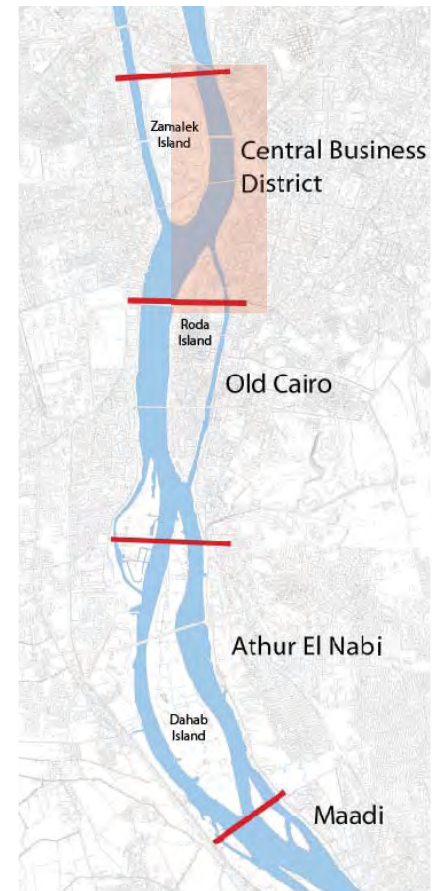 Zamalek
Island
Central Business
District
Roda
Island
Old Cairo
Athur El Nabi
Dahab
Island
Maadi